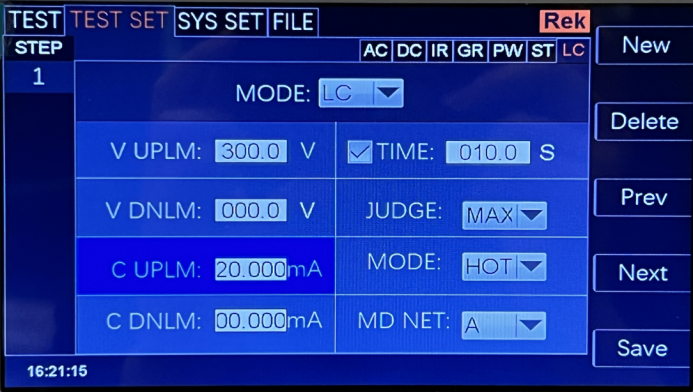 TEST TEST SET SYS SET FILE Rek
STEP AC DC IR GR PW ST LC
1
MODE: LC
V UPLM: 300.0 V TIME: 010.0 S
V DNLM: 000.0 V JUDGE: MAX
C UPLM: 20.000mA MODE: HOT
C DNLM: 00.000mA MD NET: A
16:21:15
New
Delete
Prev
Next
Save